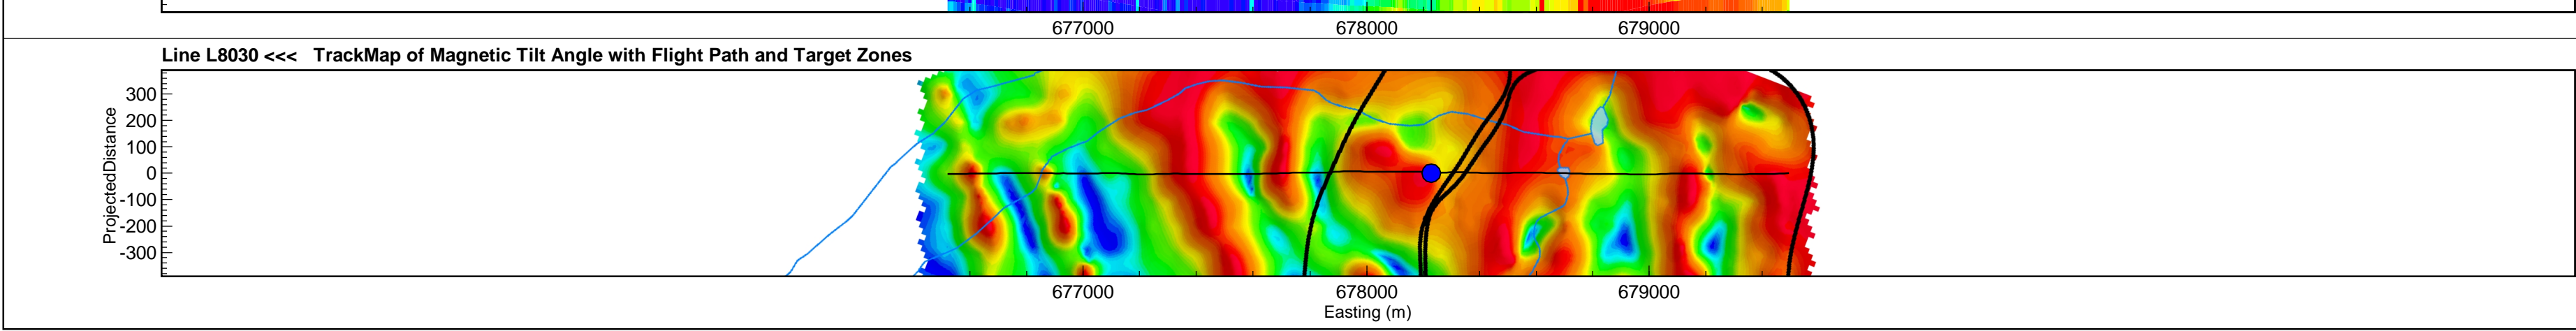 677000 678000 679000
Line L8030 <<< TrackMap of Magnetic Tilt Angle with Flight Path and Target Zones
ProjectedDistance
300
200
100
0
-100
-200
-300
677000 678000 679000
Easting (m)